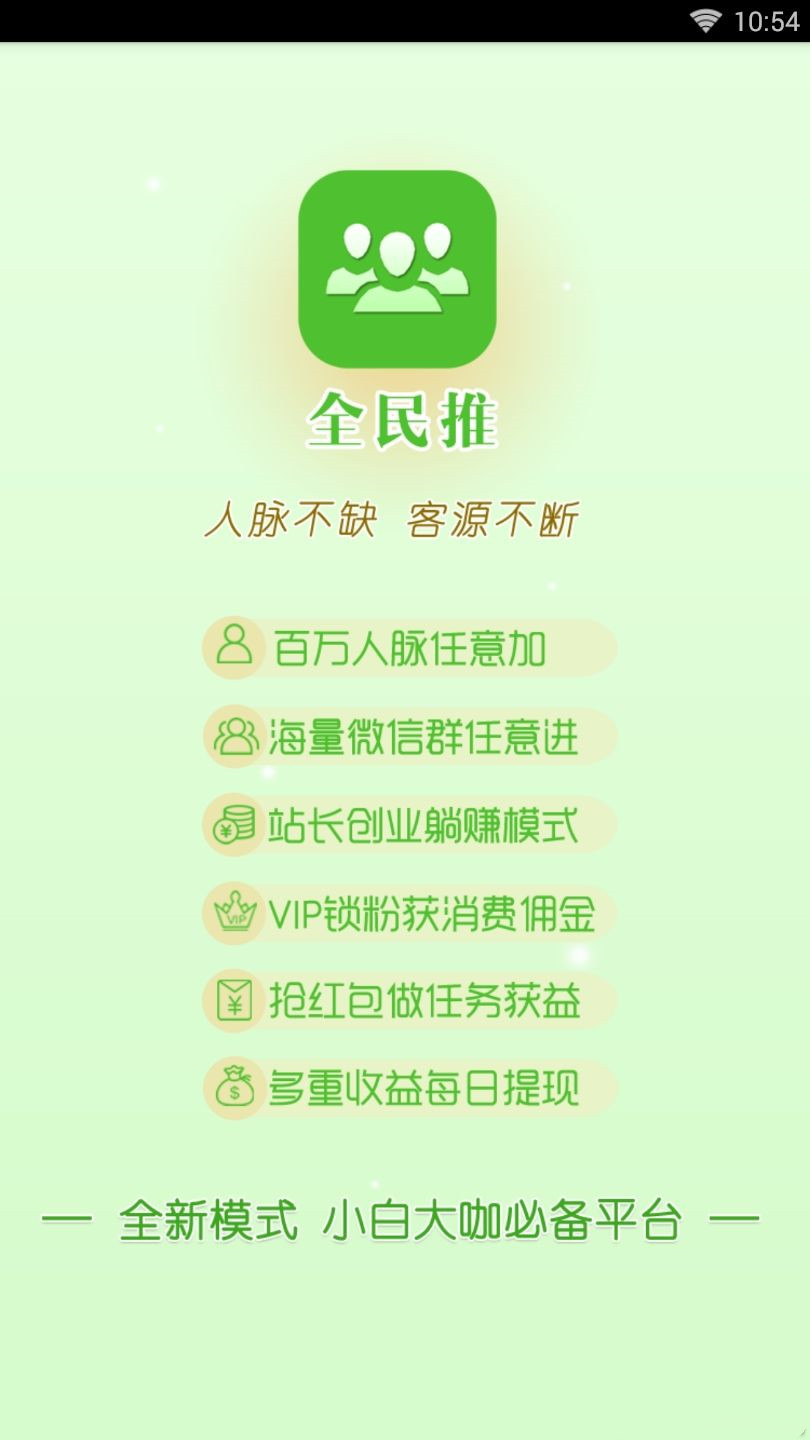 10:54
全民推
人脉不缺 客源不断
百万人脉任意加
海量微信群任意进
站长创业躺赚模式
VIP
VIP锁粉获消费佣金
抢红包做任务获益
多重收益每日提现
— 全新模式 小白大咖必备平台 —